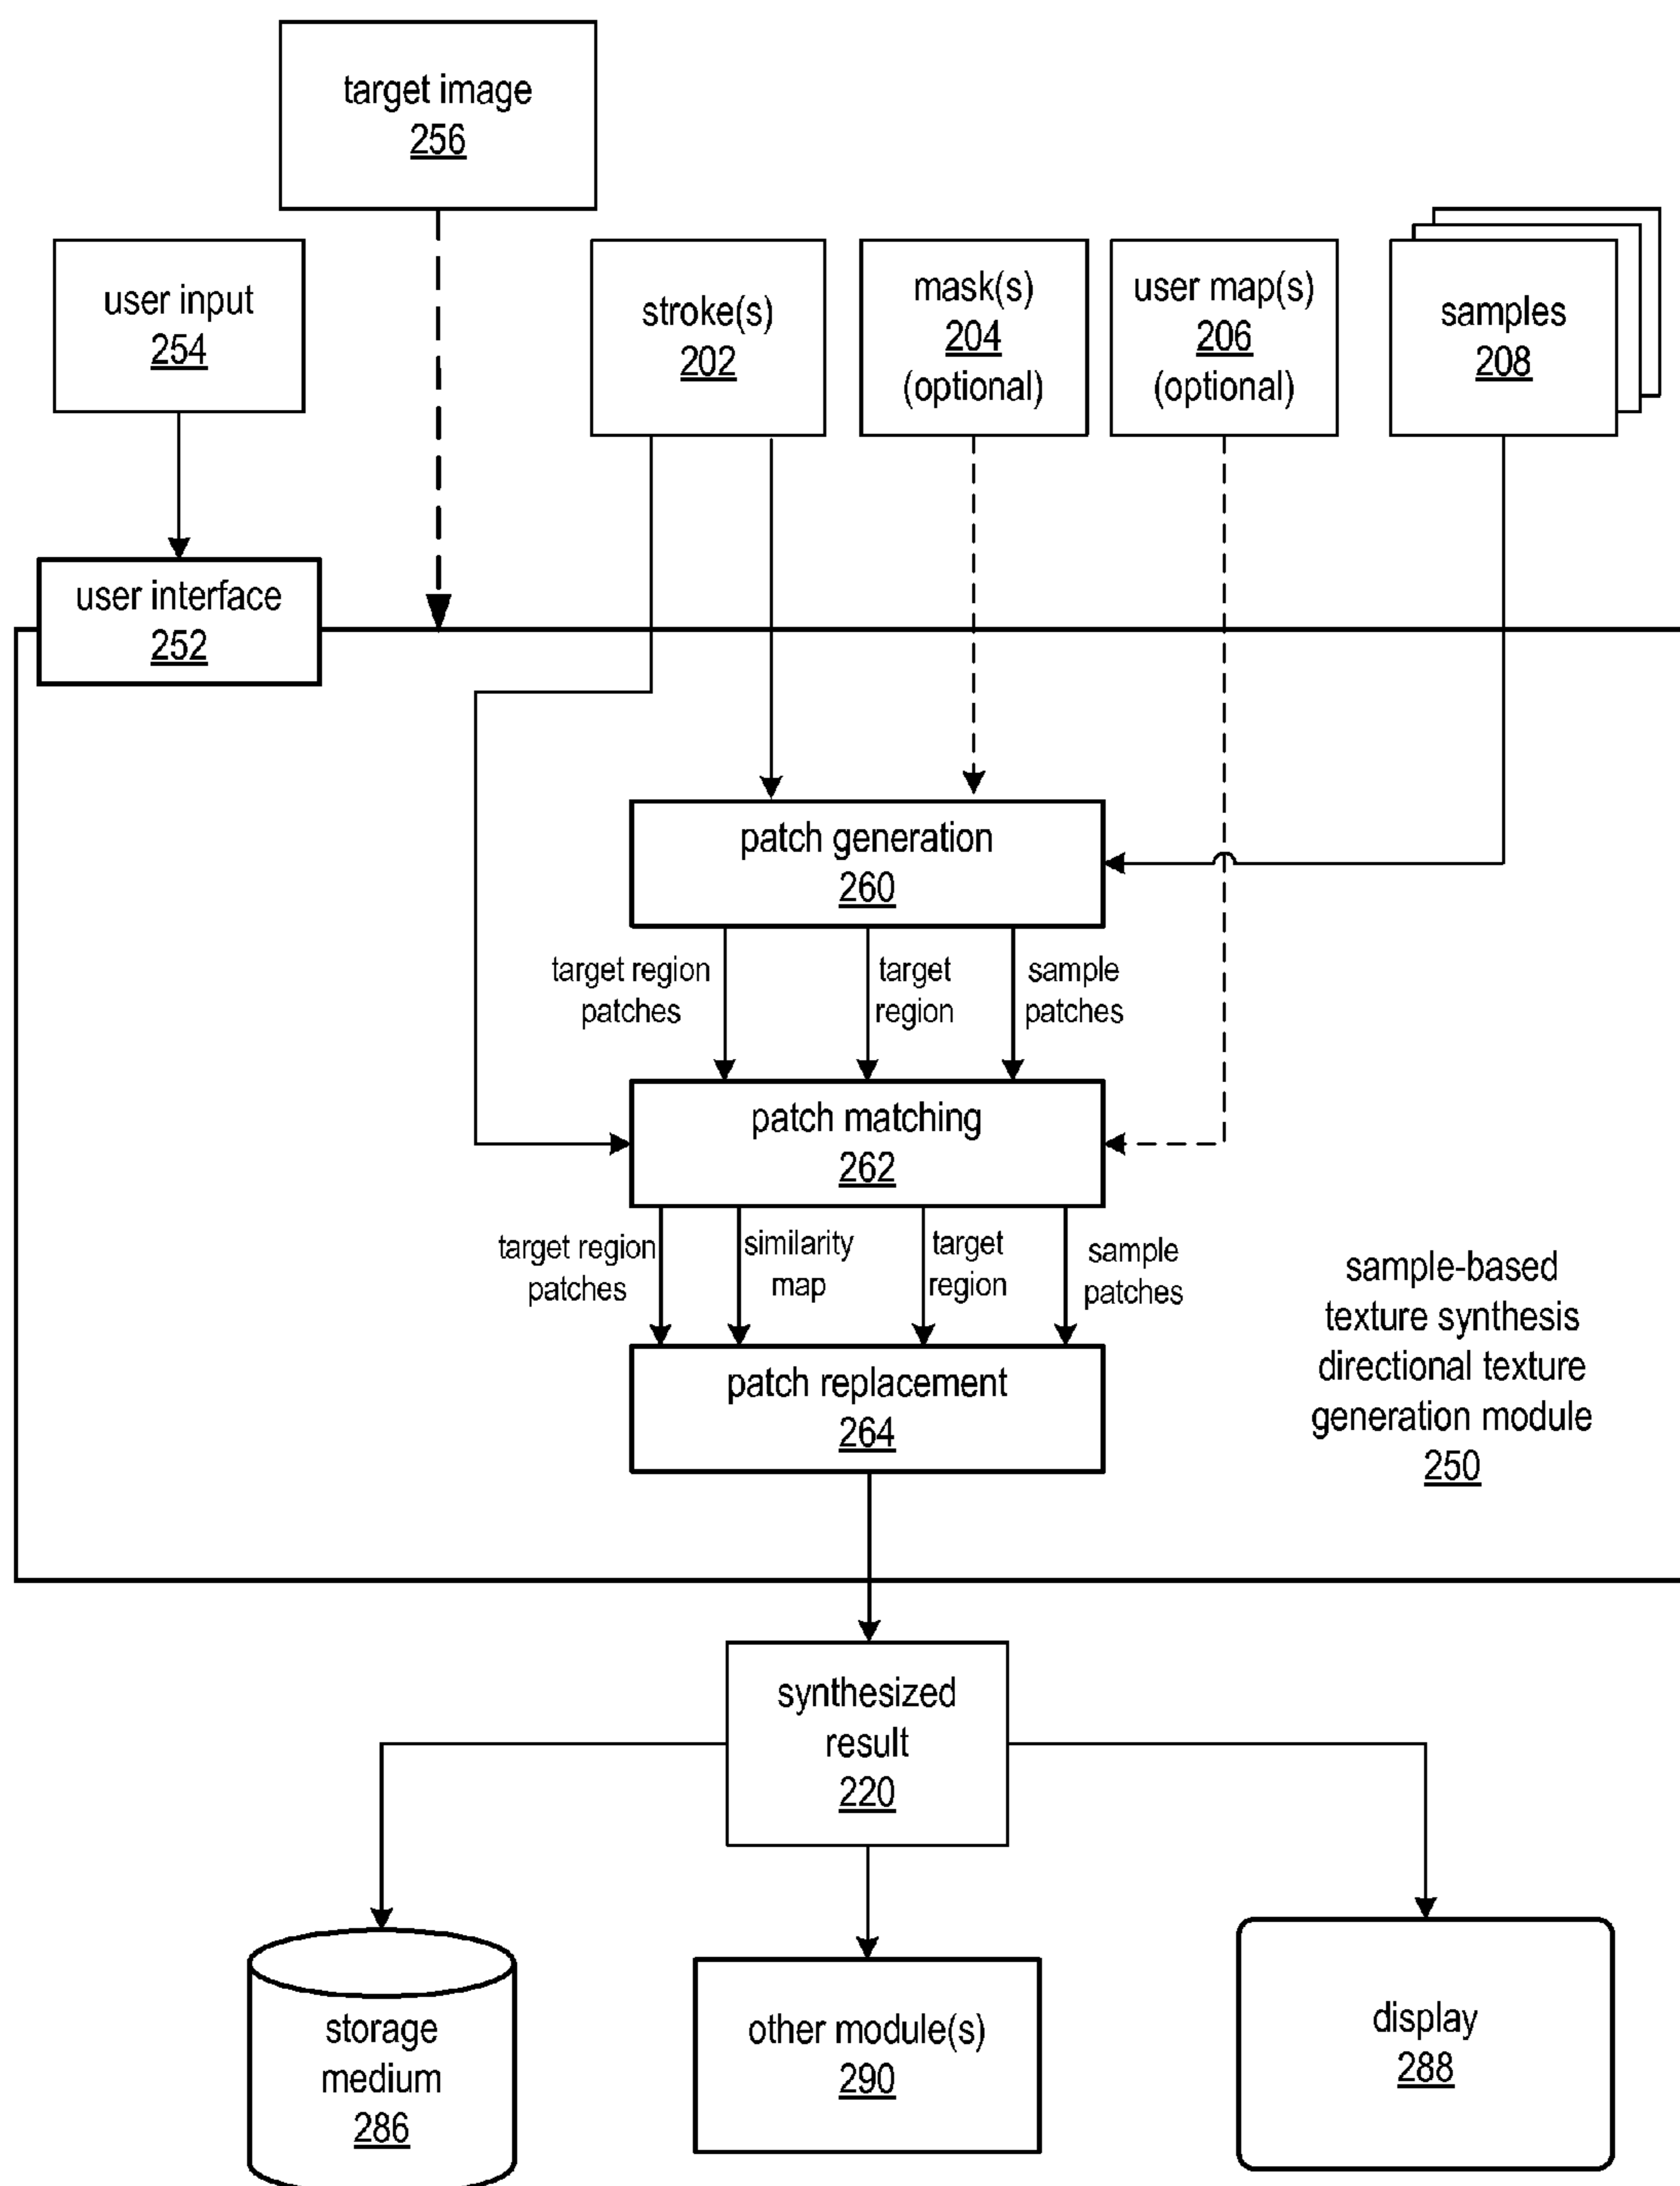 target image
256
user input
254
stroke(s)
202
mask(s)
204
(optional)
user map(s)
206
(optional)
samples
208
user interface
252
patch generation
260
target region
patches
target
region
sample
patches
patch matching
262
target region
patches
similarity
map
target
region
sample
patches
patch replacement
264
sample-based
texture synthesis
directional texture
generation module
250
synthesized
result
220
storage
medium
286
other module(s)
290
display
288